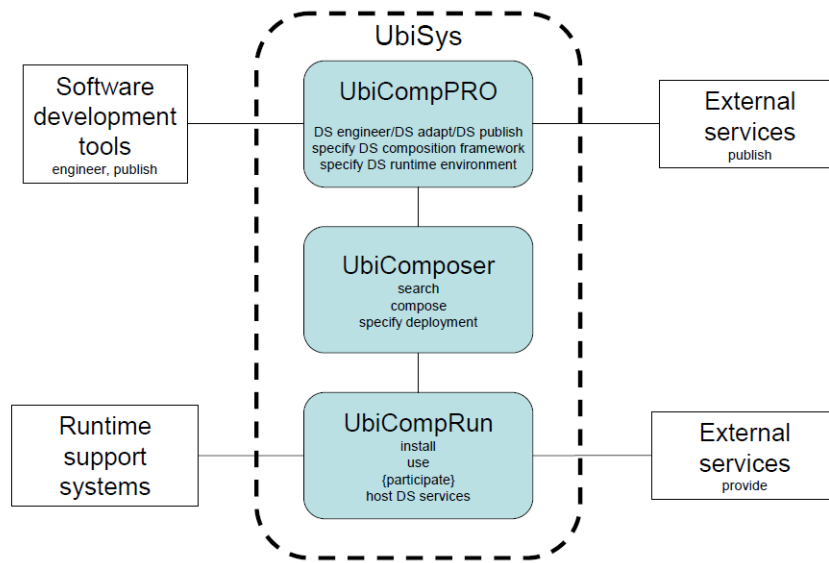 UbiSys
Software
development
tools
engineer, publish
UbiCompPRO
DS engineer/DS adapt/DS publish
specify DS composition framework
specify DS runtime environment
External
services
publish
UbiComposer
search
compose
specify deployment
Runtime
support
systems
UbiCompRun
install
use
{participate}
host DS services
External
services
provide